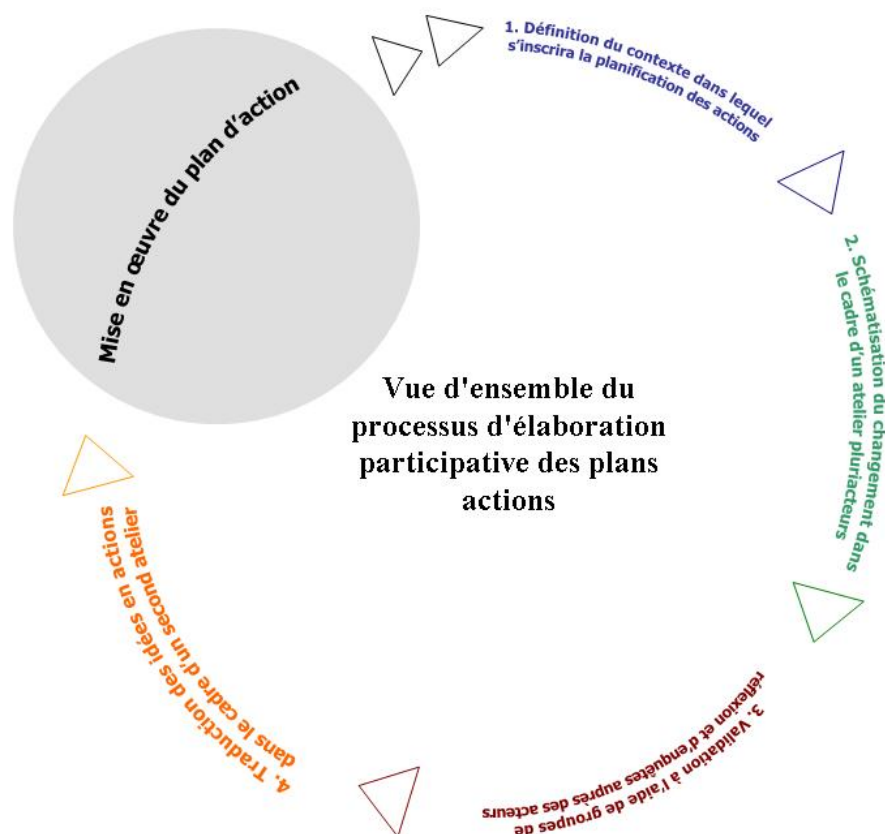 1. Définition du contexte dans lequel
s'inscrira la planification des actions
2. Schématisation du changement dans
le cadre d'un atelier pluriacteurs
3. Validation à l'aide de groupes de
réflexion et d'enquêtes auprès des acteurs
4. Traduction des idées en actions
dans le cadre d'un second atelier
Mise en œuvre du plan d'action
Vue d'ensemble du
processus d'élaboration
participative des plans
actions